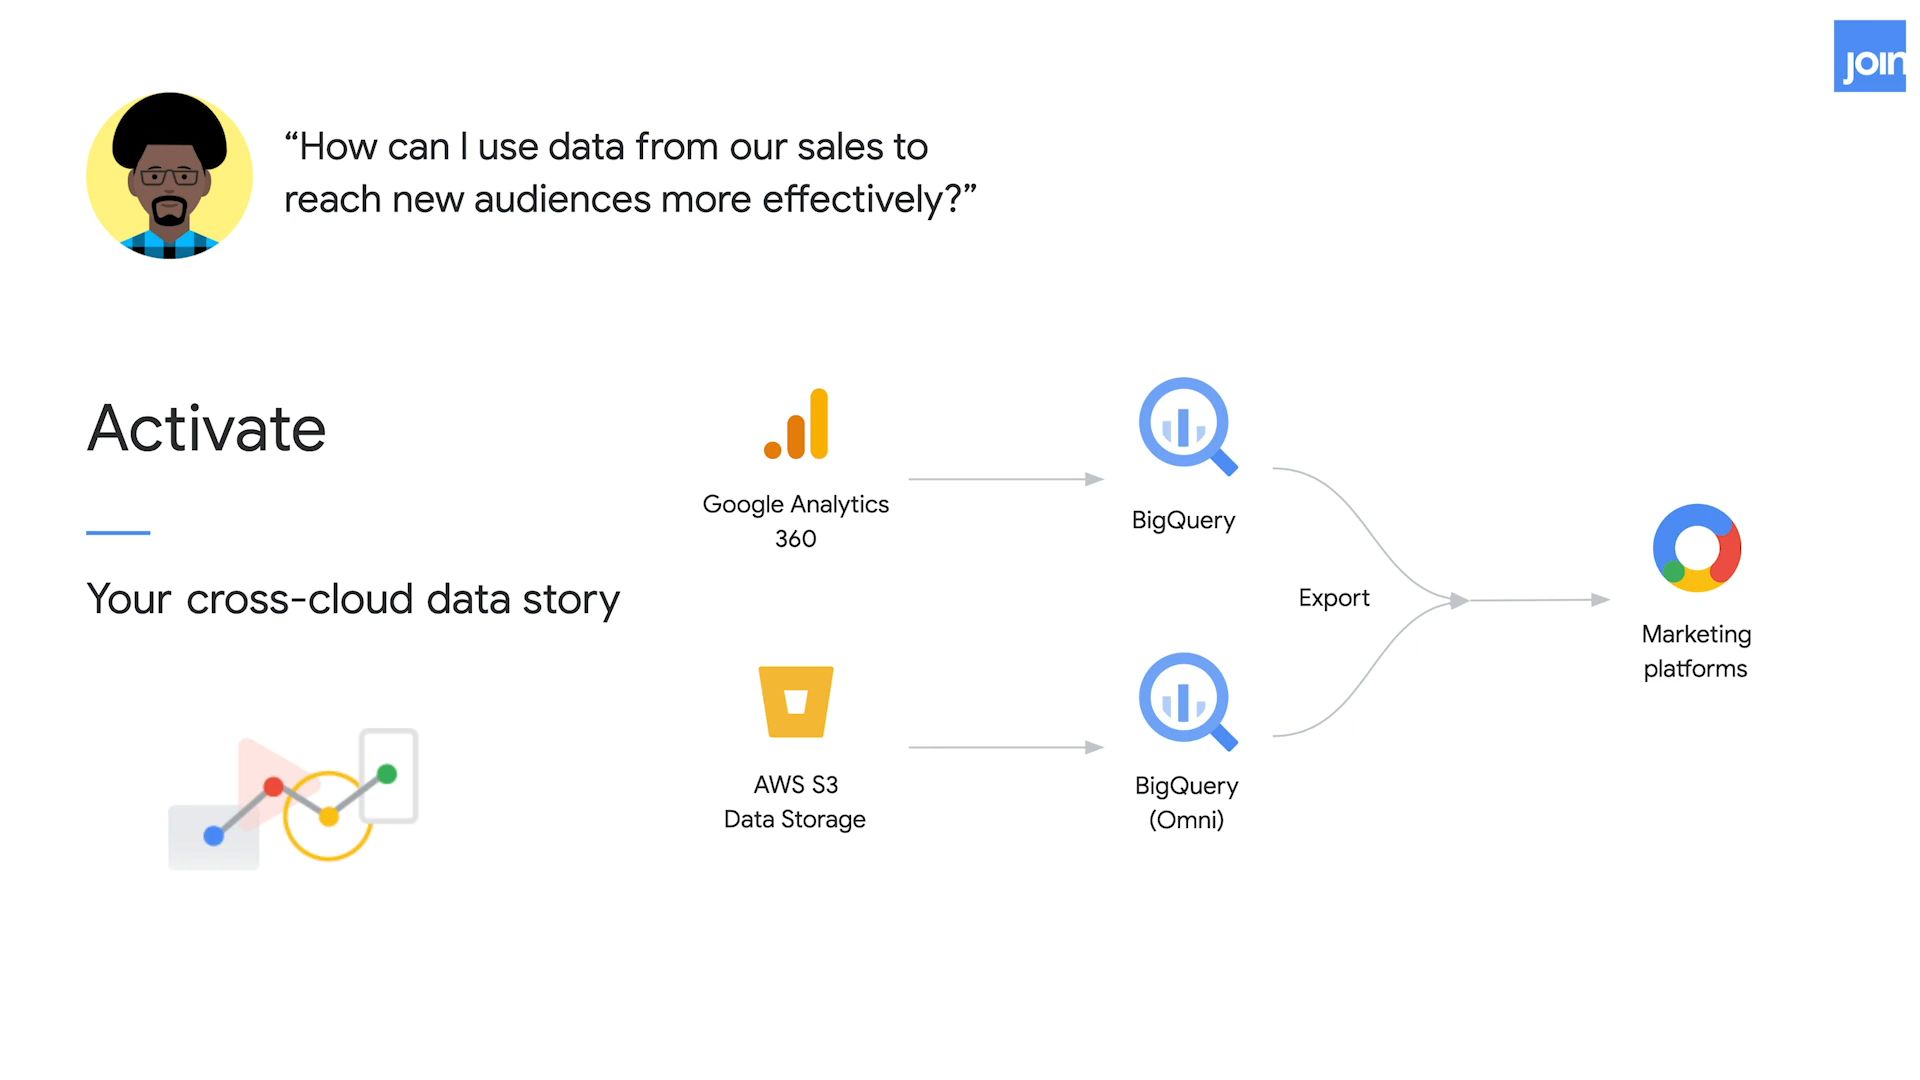 join
“How can I use data from our sales to
reach new audiences more effectively?”
Activate
Your cross-cloud data story
Google Analytics
360
BigQuery
Export
Marketing
platforms
AWS S3
Data Storage
BigQuery
(Omni)